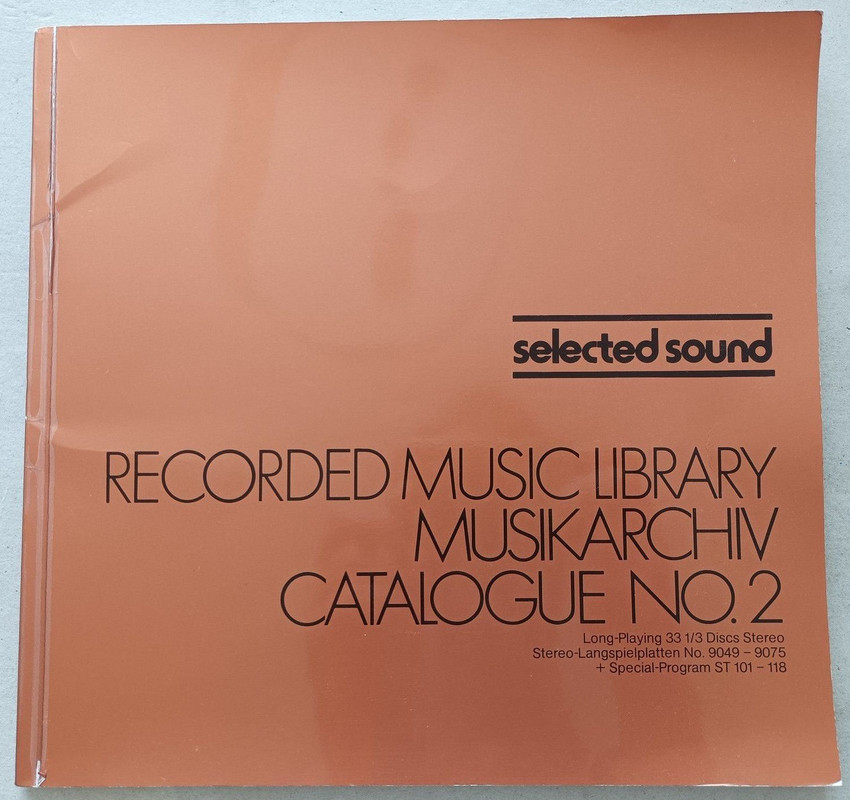 selected sound
RECORDED MUSIC LIBRARY
MUSIKARCHIV
CATALOGUE NO. 2
Long-Playing 33 1/3 Discs Stereo
Stereo-Langspielplatten No. 9049 – 9075
+ Special-Program ST 101 – 118